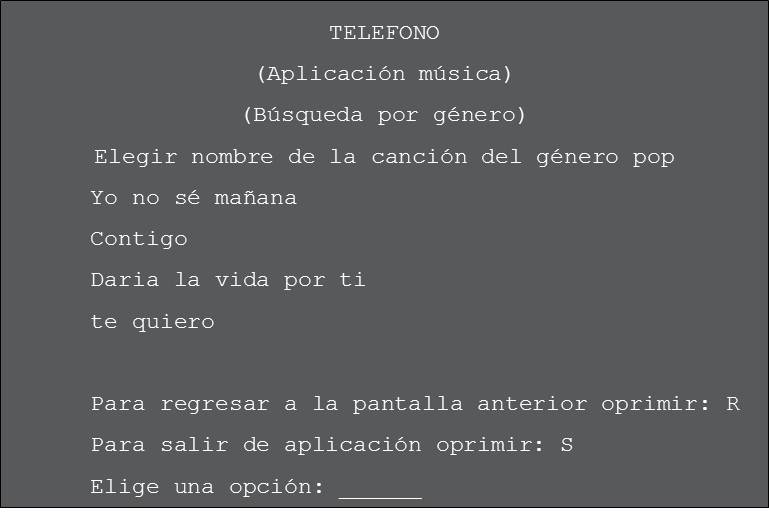 TELEFONO
(Aplicación música)
(Búsqueda por género)
Elegir nombre de la canción del género pop
Yo no sé mañana
Contigo
Daria la vida por ti
te quiero
Para regresar a la pantalla anterior oprimir: R
Para salir de aplicación oprimir: S
Elige una opción: ______